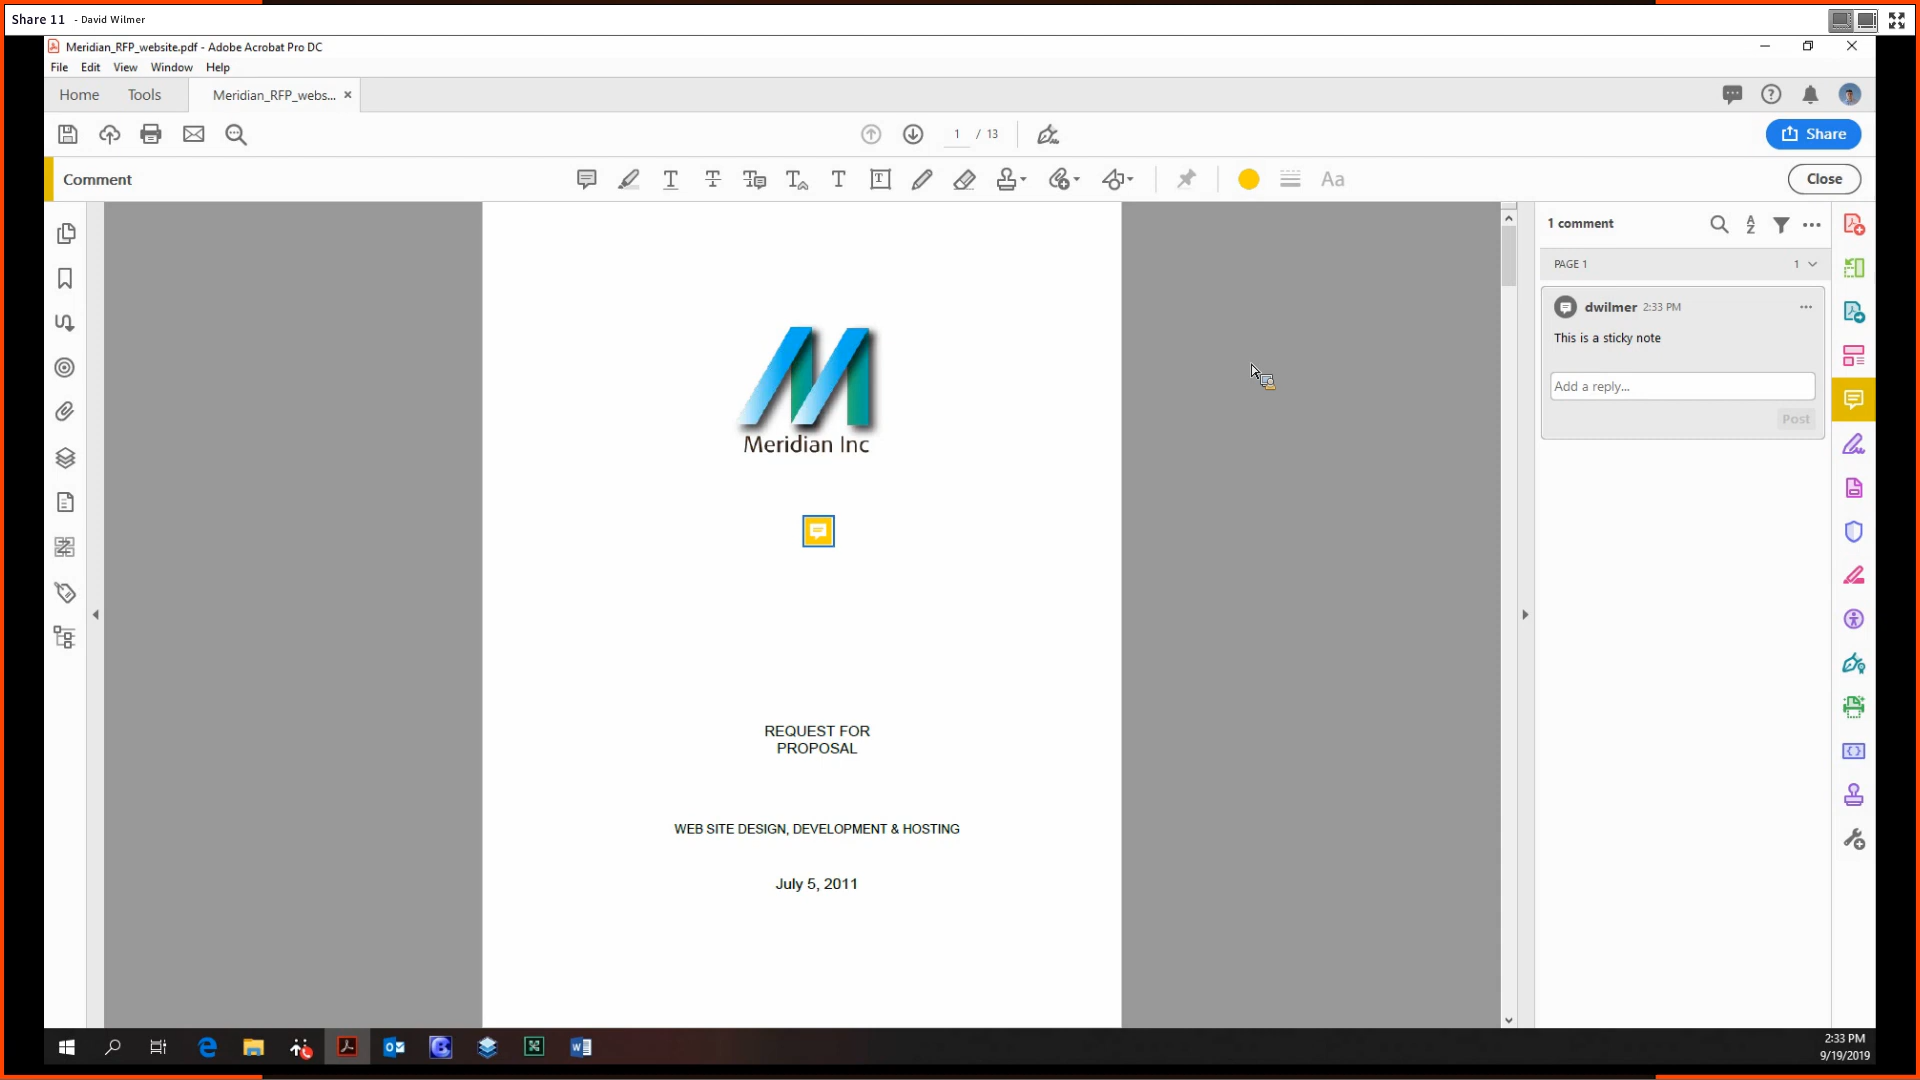 Share 11 - David Wilmer
Meridian_RFP_website.pdf - Adobe Acrobat Pro DC
File Edit View Window Help
Home Tools Meridian_RFP_webs... ×
1 / 13
Share
Comment
Aa
Close
1 comment
PAGE 1 1
dwilmer 2:33 PM
This is a sticky note
Add a reply...
Post
Meridian Inc
REQUEST FOR
PROPOSAL
WEB SITE DESIGN, DEVELOPMENT & HOSTING
July 5, 2011
2:33 PM
9/19/2019